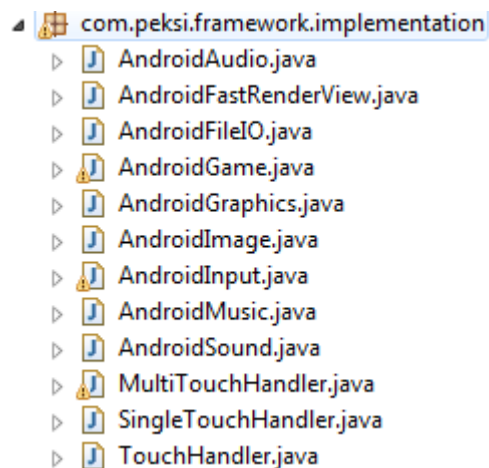 com.peksi.framework.implementation
AndroidAudio.java
AndroidFastRenderView.java
AndroidFileIO.java
AndroidGame.java
AndroidGraphics.java
AndroidImage.java
AndroidInput.java
AndroidMusic.java
AndroidSound.java
MultiTouchHandler.java
SingleTouchHandler.java
TouchHandler.java